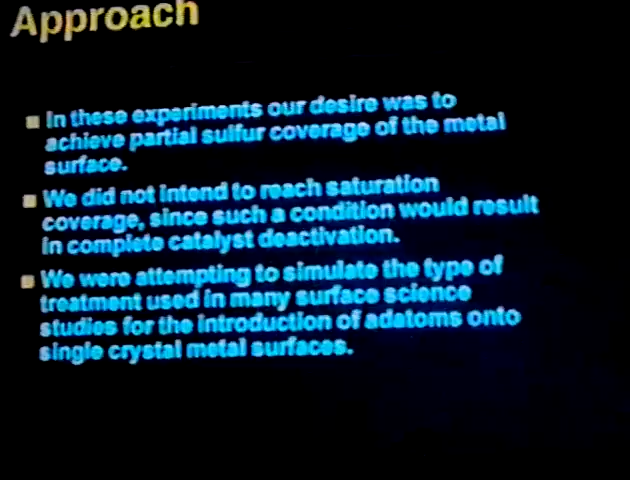 Approach
■ In these experiments our desire was to
achieve partial sulfur coverage of the metal
surface.
■ We did not intend to reach saturation
coverage, since such a condition would result
in complete catalyst deactivation.
■ We were attempting to simulate the type of
treatment used in many surface science
studies for the introduction of adatoms onto
single crystal metal surfaces.